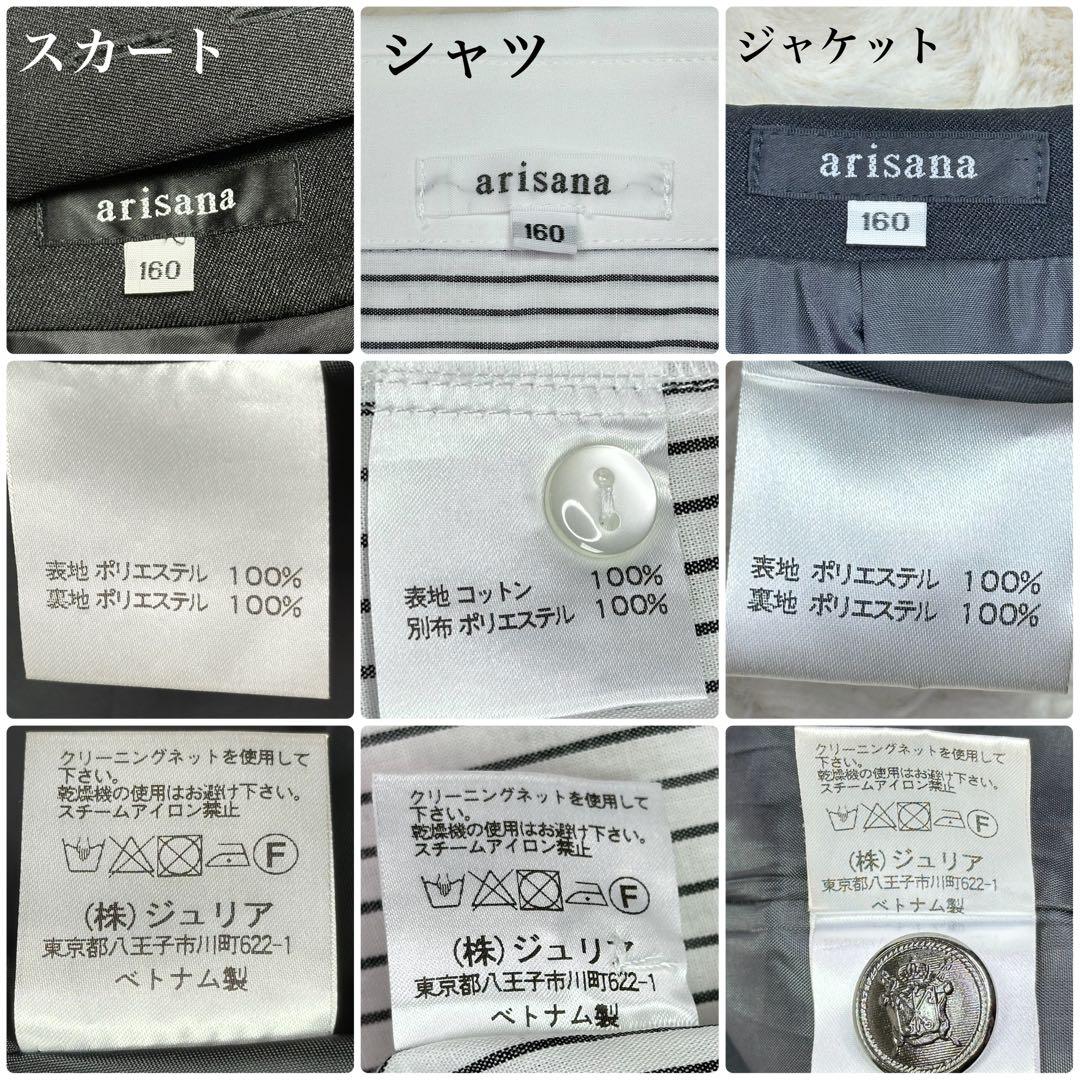 スカート
arisana
160
シャツ
arisana
160
ジャケット
arisana
160
表地 ポリエステル 100%
裏地 ポリエステル 100%
表地 コットン 100%
別布 ポリエステル 100%
表地 ポリエステル 100%
裏地 ポリエステル 100%
クリーニングネットを使用して
下さい。
乾燥機の使用はお避け下さい。
スチームアイロン禁止
F
(株)ジュリア
東京都八王子市川町622-1
ベトナム製
クリーニングネットを使用して
下さい。
乾燥機の使用はお避け下さい。
スチームアイロン禁止
F
(株)ジュリア
東京都八王子市川町622-1
ベトナム製
クリーニングネットを使用して
下さい。
乾燥機の使用はお避け下さい。
スチームアイロン禁止
F
(株)ジュリア
東京都八王子市川町622-1
ベトナム製